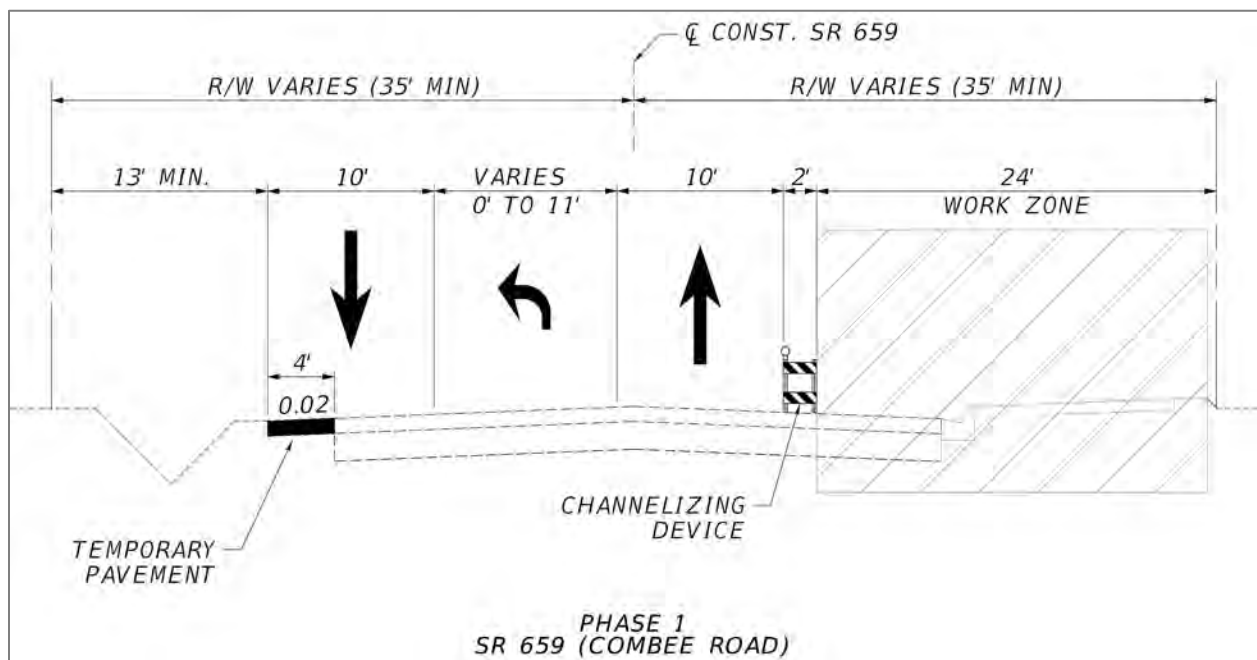 ℄ CONST. SR 659
R/W VARIES (35' MIN)
R/W VARIES (35' MIN)
13' MIN.
10'
VARIES
0' TO 11'
10'
2'
24'
WORK ZONE
4'
0.02
CHANNELIZING
DEVICE
TEMPORARY
PAVEMENT
PHASE 1
SR 659 (COMBEE ROAD)